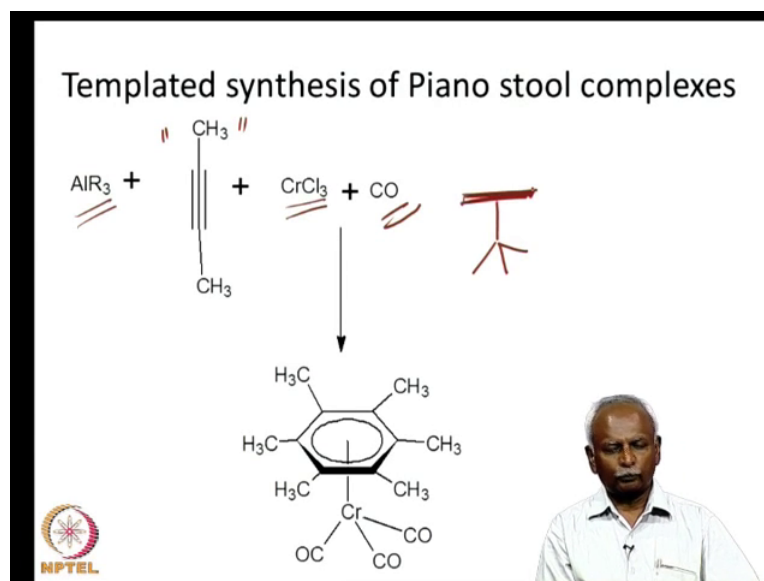 Templated synthesis of Piano stool complexes
" CH₃ "
AlR₃ + + CrCl₃ + CO
CH₃
H₃C CH₃
H₃C CH₃
H₃C CH₃
Cr
CO
OC CO
NPTEL